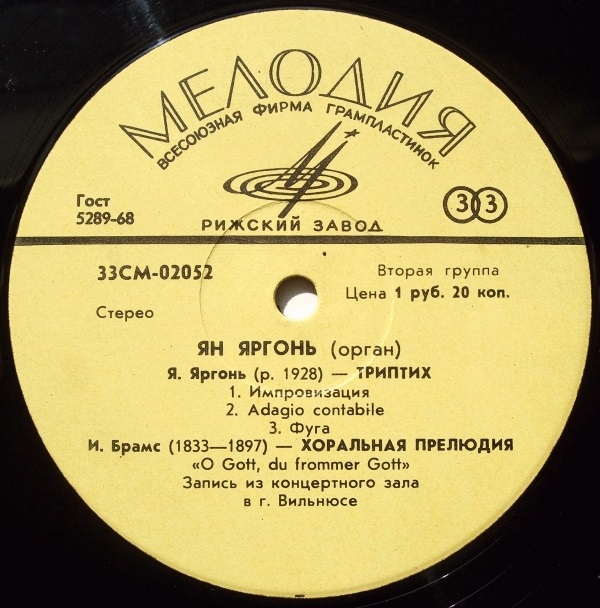 МЕЛОДИЯ
ВСЕСОЮЗНАЯ ФИРМА ГРАМПЛАСТИНОК
Гост
5289-68
33
РИЖСКИЙ ЗАВОД
33СМ-02052
Вторая группа
Цена 1 руб. 20 коп.
Стерео
ЯН ЯРГОНЬ (орган)
Я. Яргонь (р. 1928) — ТРИПТИХ
1. Импровизация
2. Adagio contabile
3. Фуга
И. Брамс (1833—1897) — ХОРАЛЬНАЯ ПРЕЛЮДИЯ
«O Gott, du frommer Gott»
Запись из концертного зала
в г. Вильнюсе